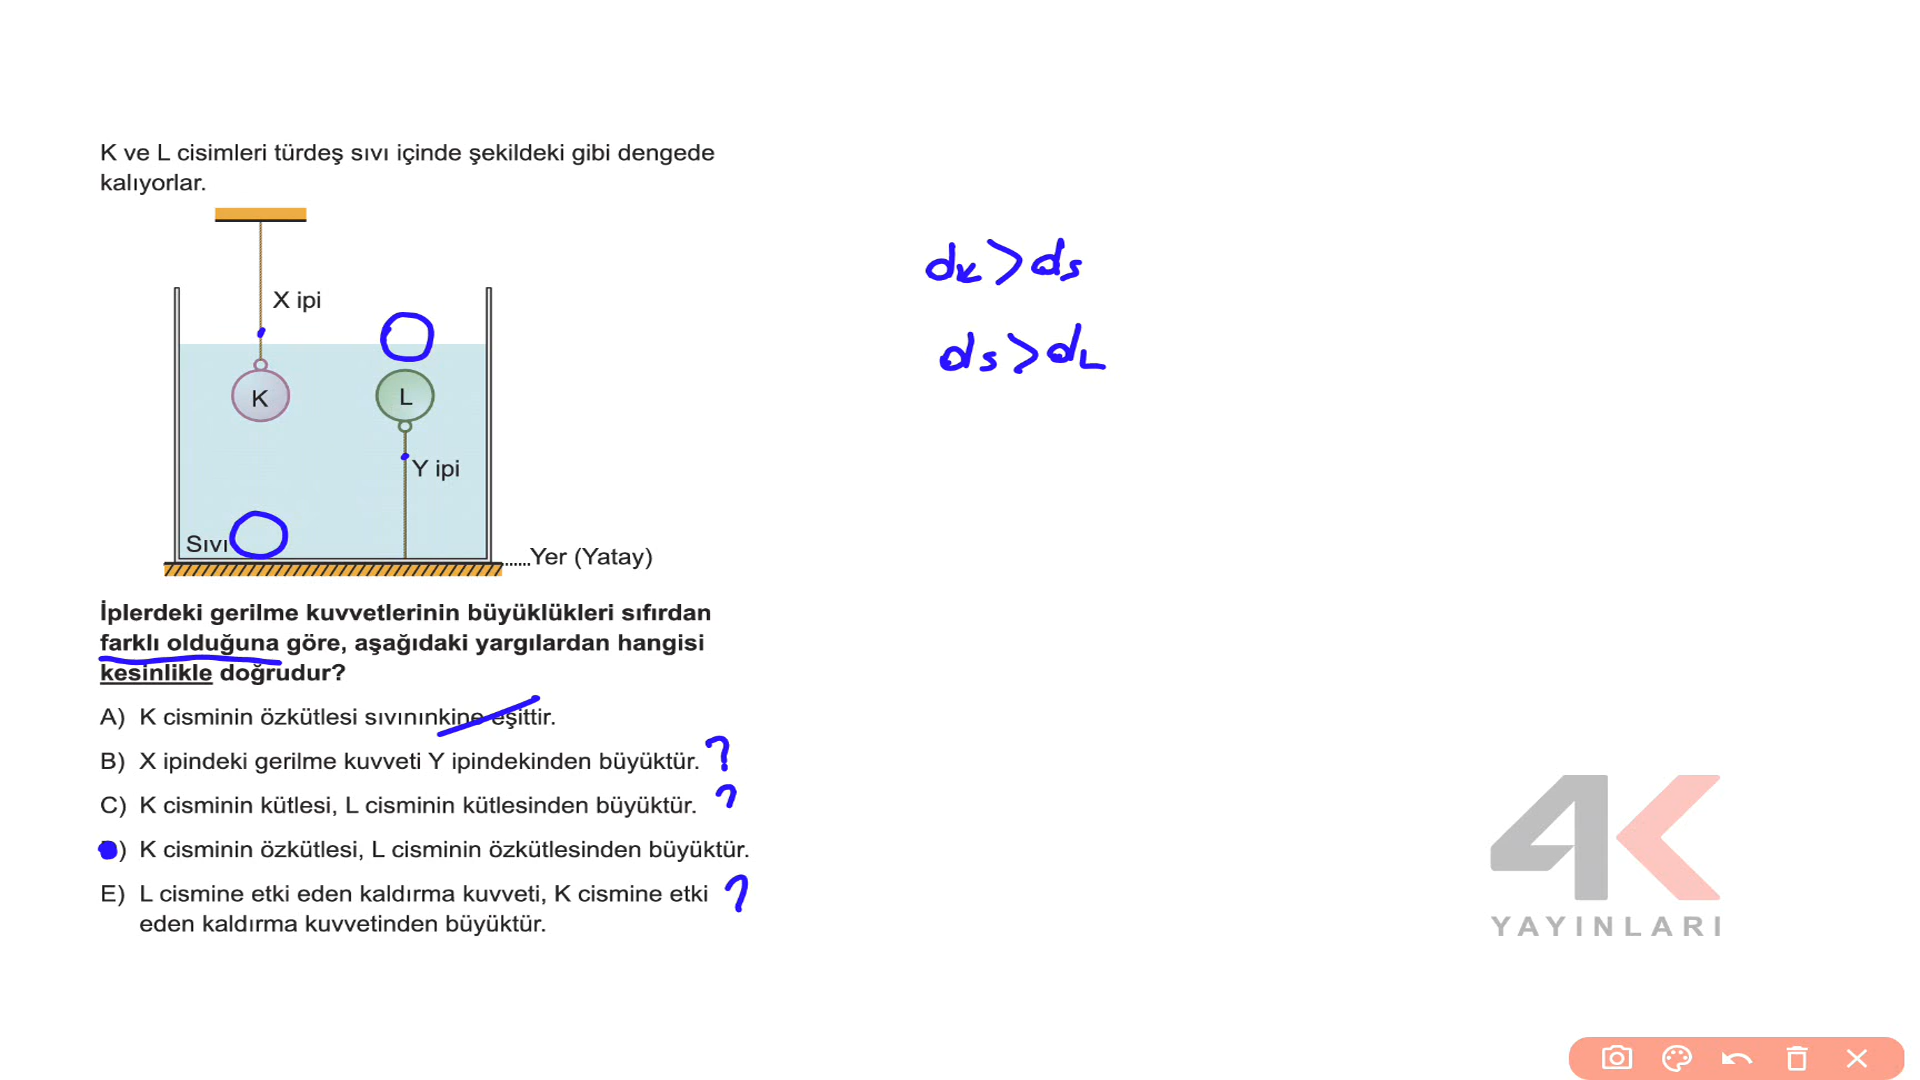 K ve L cisimleri türdeş sıvı içinde şekildeki gibi dengede
kalıyorlar.
X ipi
K
L
Y ipi
Sıvı
Yer (Yatay)
dK > ds
ds > dL
İplerdeki gerilme kuvvetlerinin büyüklükleri sıfırdan
farklı olduğuna göre, aşağıdaki yargılardan hangisi
kesinlikle doğrudur?
A) K cisminin özkütlesi sıvınınkine eşittir.
B) X ipindeki gerilme kuvveti Y ipindekinden büyüktür. ?
C) K cisminin kütlesi, L cisminin kütlesinden büyüktür. ?
) K cisminin özkütlesi, L cisminin özkütlesinden büyüktür.
E) L cismine etki eden kaldırma kuvveti, K cismine etki ?
eden kaldırma kuvvetinden büyüktür.
4K
YAYINLARI